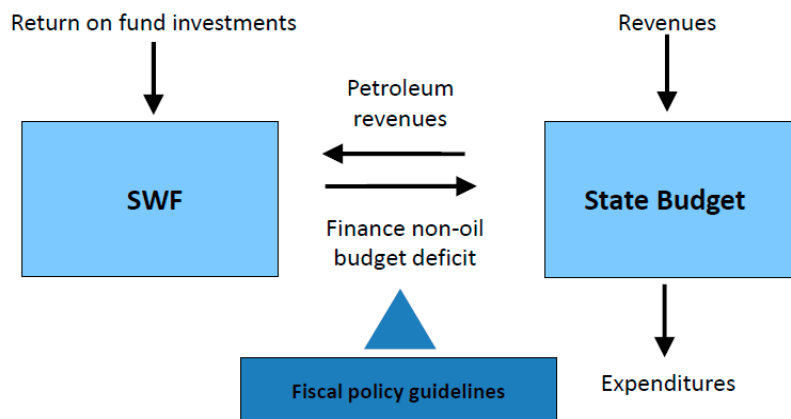 Return on fund investments
Revenues
Petroleum
revenues
SWF
State Budget
Finance non-oil
budget deficit
Fiscal policy guidelines
Expenditures